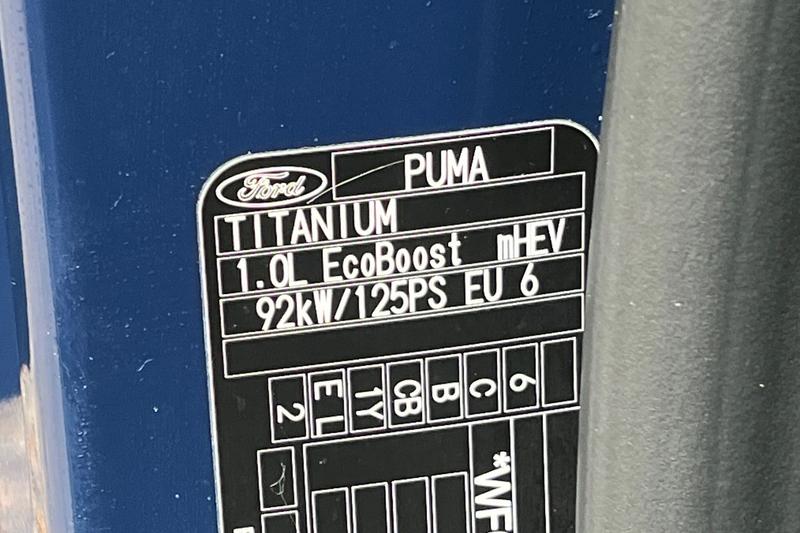 Ford PUMA
TITANIUM
1.0L EcoBoost mHEV
92kW/125PS EU 6
2 EL 1Y CB B C 6
*WF